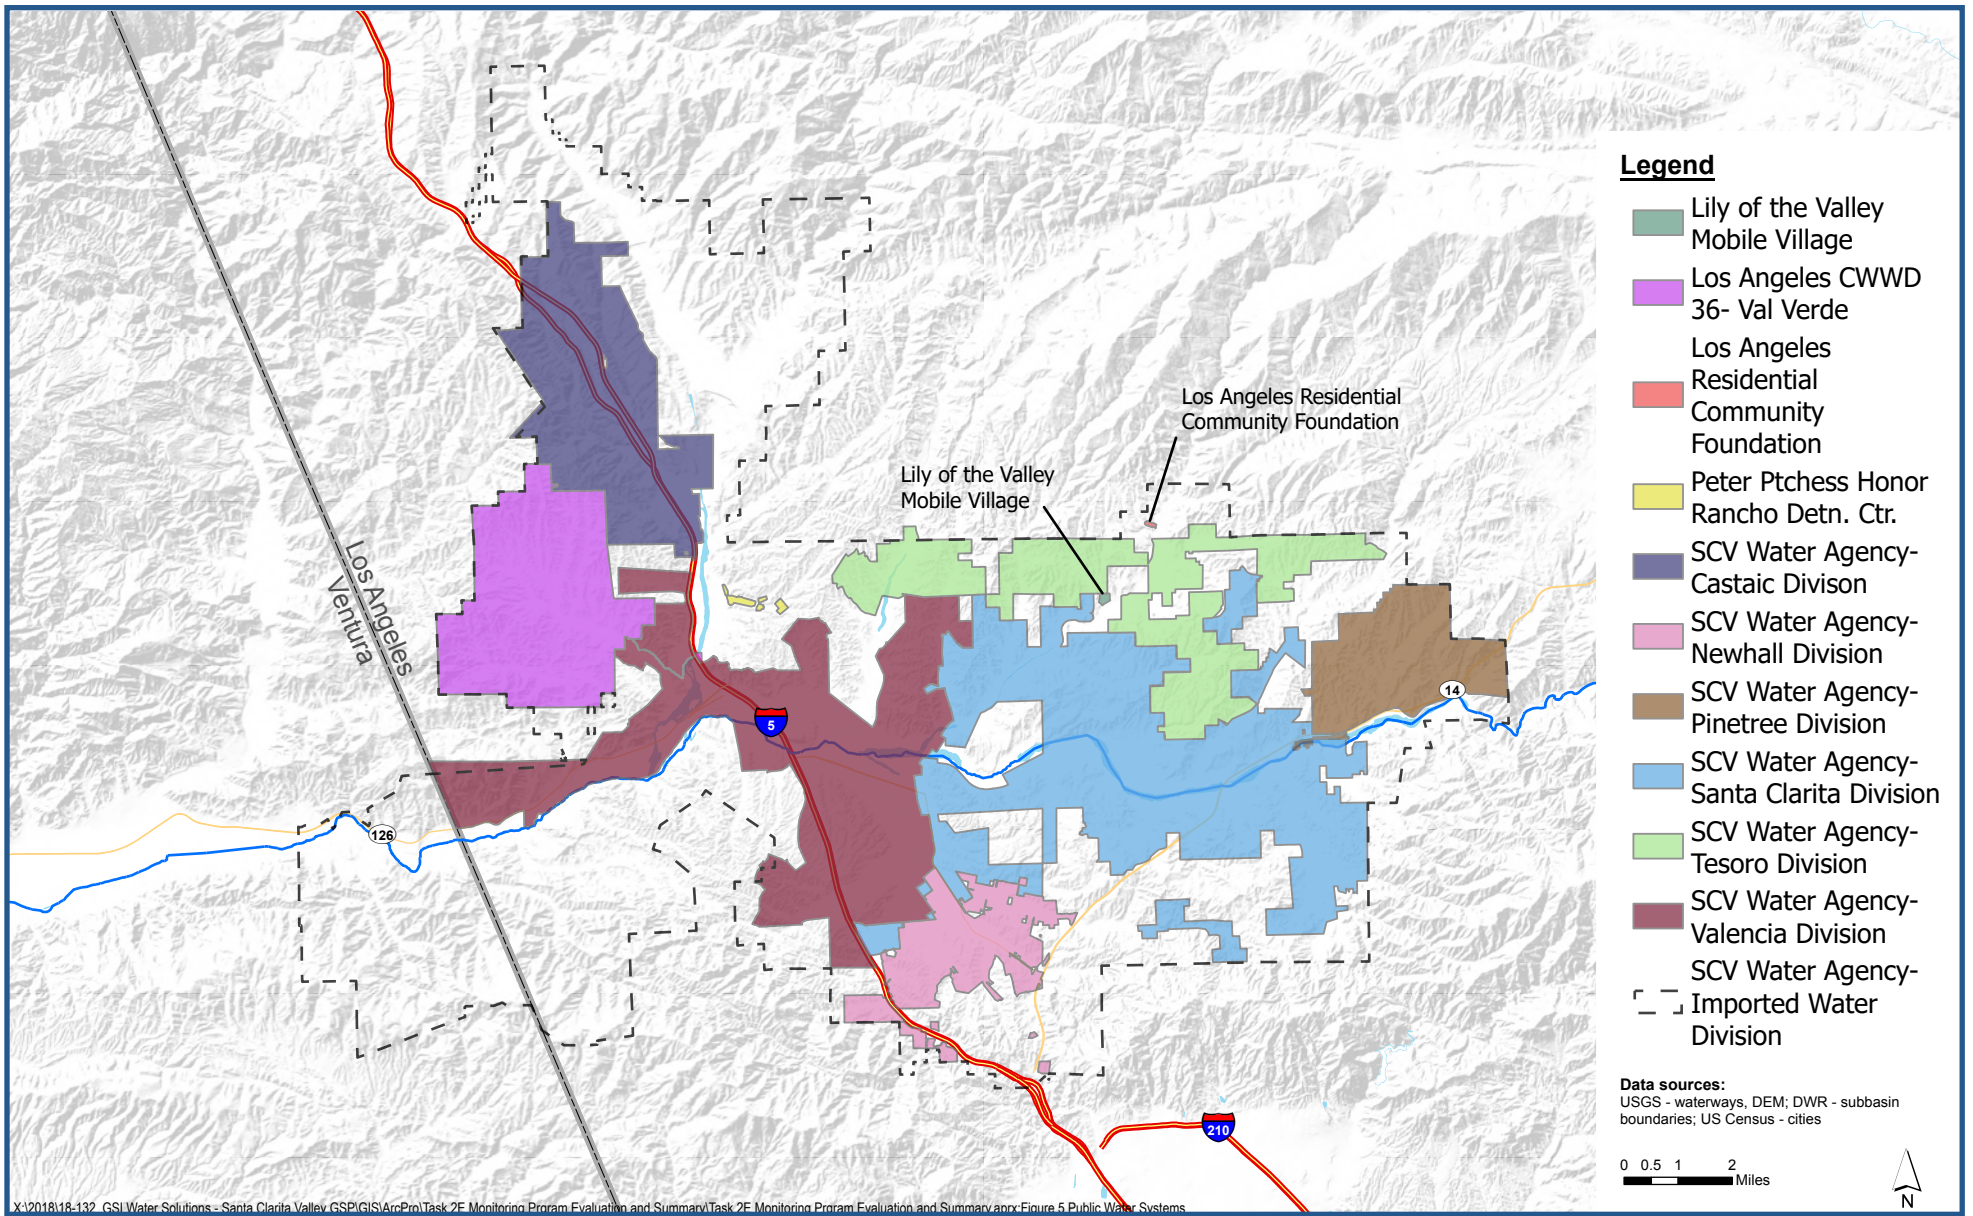 Los Angeles
Ventura
Los Angeles Residential
Community Foundation
Lily of the Valley
Mobile Village
5
14
126
210
Legend
Lily of the Valley
Mobile Village
Los Angeles CWWD
36- Val Verde
Los Angeles
Residential
Community
Foundation
Peter Ptchess Honor
Rancho Detn. Ctr.
SCV Water Agency-
Castaic Divison
SCV Water Agency-
Newhall Division
SCV Water Agency-
Pinetree Division
SCV Water Agency-
Santa Clarita Division
SCV Water Agency-
Tesoro Division
SCV Water Agency-
Valencia Division
SCV Water Agency-
Imported Water
Division
Data sources:
USGS - waterways, DEM; DWR - subbasin
boundaries; US Census - cities
0 0.5 1 2
Miles
N
X:\2018\18-132_GSI Water Solutions - Santa Clarita Valley GSP\GIS\ArcPro\Task 2E Monitoring Prgram Evaluation and Summary\Task 2E Monitoring Prgram Evaluation and Summary.aprx:Figure 5 Public Water Systems